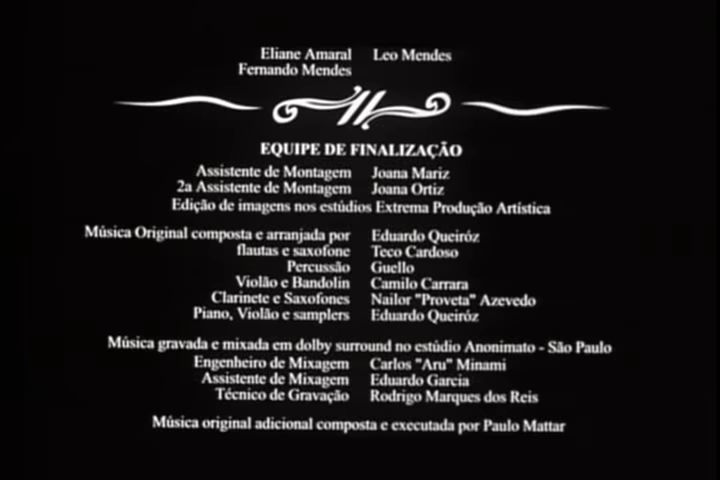 Eliane Amaral Leo Mendes
Fernando Mendes
EQUIPE DE FINALIZAÇÃO
Assistente de Montagem Joana Mariz
2a Assistente de Montagem Joana Ortiz
Edição de imagens nos estúdios Extrema Produção Artística
Música Original composta e arranjada por Eduardo Queiróz
flautas e saxofone Teco Cardoso
Percussão Guello
Violão e Bandolin Camilo Carrara
Clarinete e Saxofones Nailor "Proveta" Azevedo
Piano, Violão e samplers Eduardo Queiróz
Música gravada e mixada em dolby surround no estúdio Anonimato - São Paulo
Engenheiro de Mixagem Carlos "Aru" Minami
Assistente de Mixagem Eduardo Garcia
Técnico de Gravação Rodrigo Marques dos Reis
Música original adicional composta e executada por Paulo Mattar